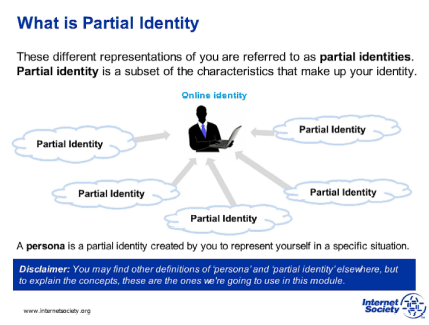 What is Partial Identity
These different representations of you are referred to as partial identities.
Partial identity is a subset of the characteristics that make up your identity.
Online identity
Partial Identity
Partial Identity
Partial Identity
Partial Identity
Partial Identity
A persona is a partial identity created by you to represent yourself in a specific situation.
Disclaimer: You may find other definitions of 'persona' and 'partial identity' elsewhere, but
to explain the concepts, these are the ones we're going to use in this module.
www.internetsociety.org
Internet
Society